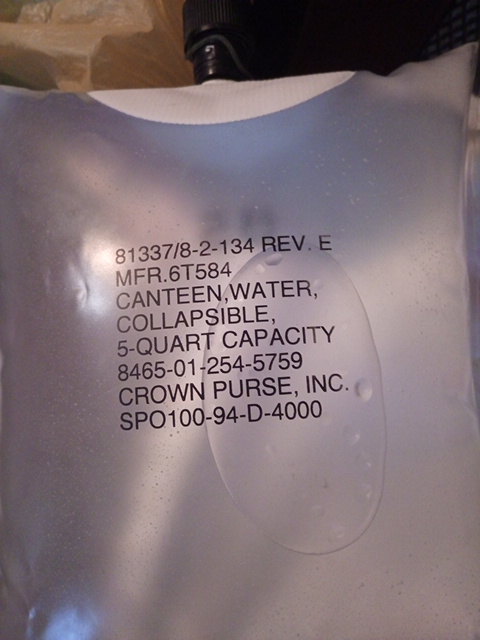 81337/8-2-134 REV. E
MFR.6T584
CANTEEN,WATER,
COLLAPSIBLE,
5-QUART CAPACITY
8465-01-254-5759
CROWN PURSE, INC.
SPO100-94-D-4000